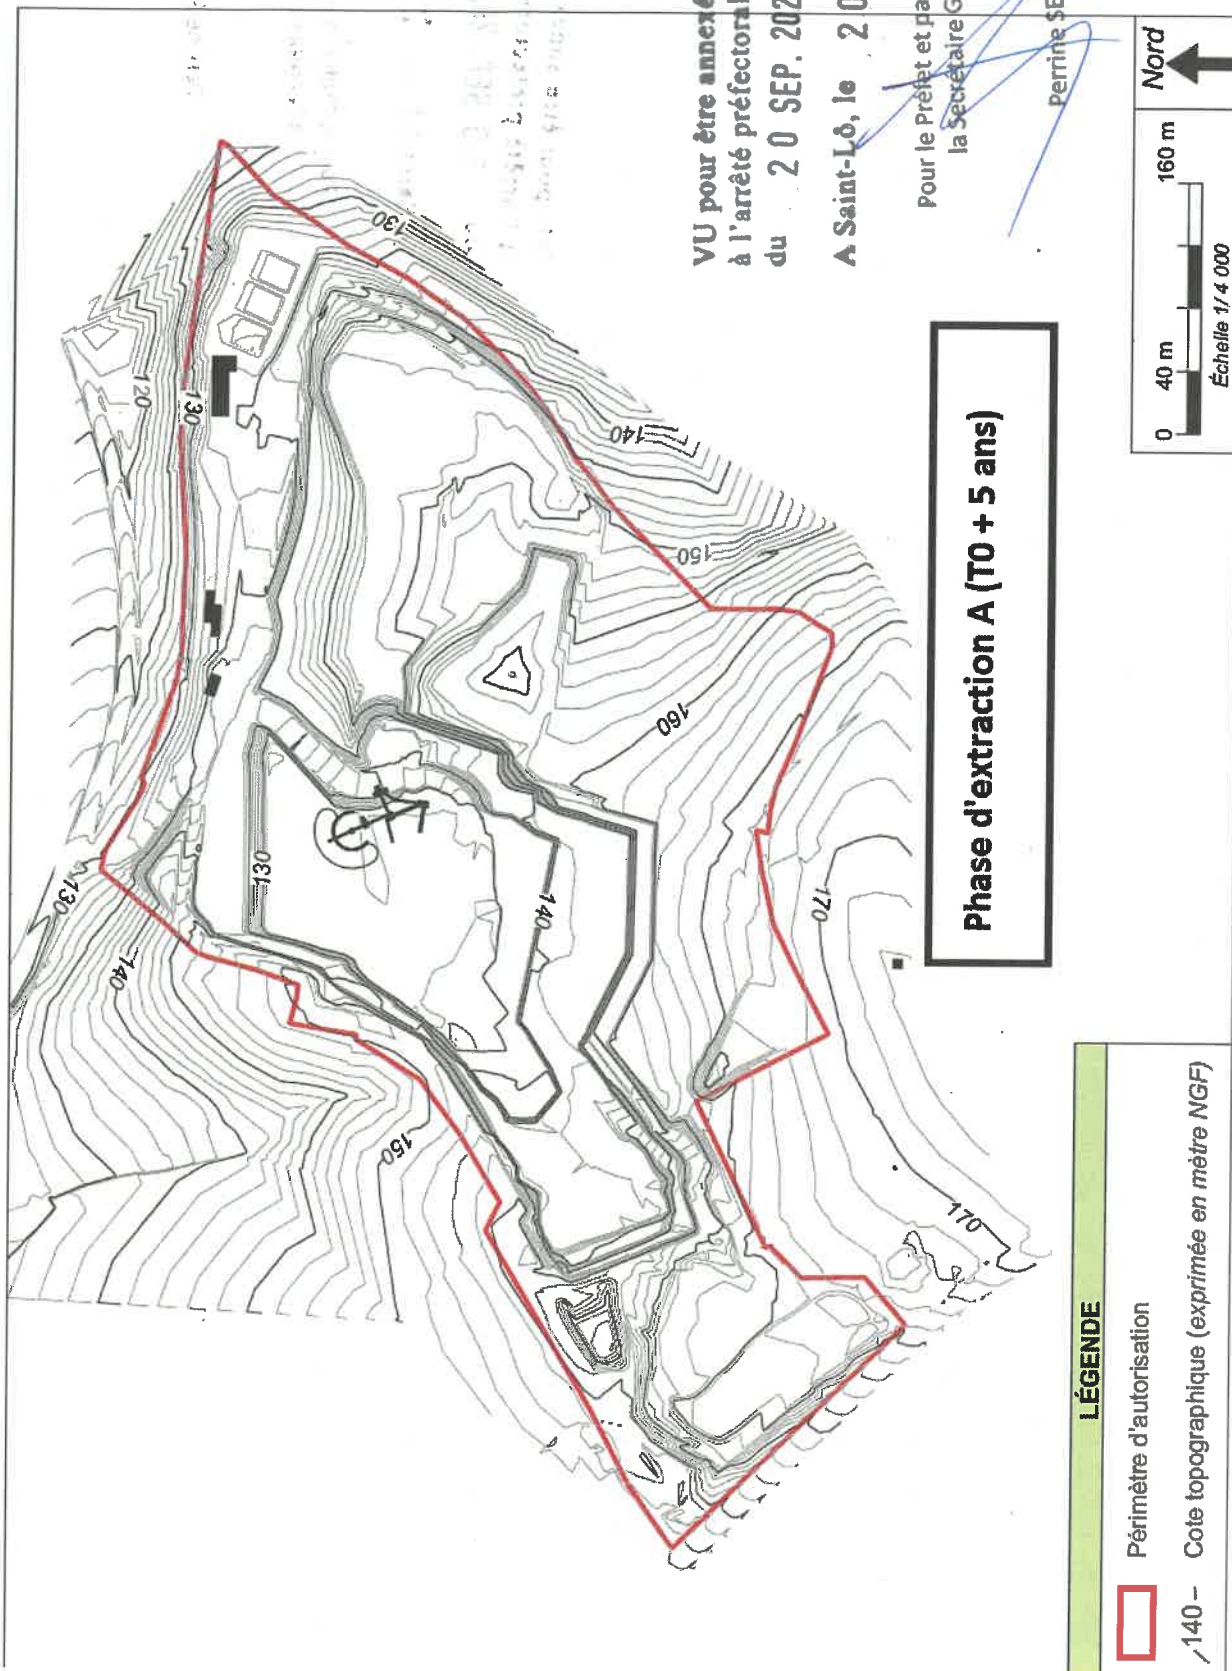 120
130
130
130
140
150
130
140
140
150
160
170
170
VU pour être annexé
à l'arrêté préfectoral
du 20 SEP. 202
A Saint-Lô, le 20
Pour le Préfet et pa
la Secrétaire G
Perrine SE
Phase d'extraction A (T0 + 5 ans)
Nord
0 40 m 160 m
Échelle 1/ 4 000
LÉGENDE
Périmètre d'autorisation
140 - Cote topographique (exprimée en mètre NGF)